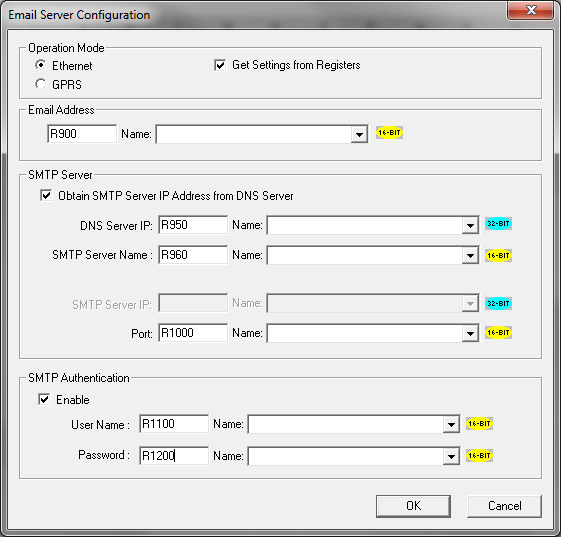 Email Server Configuration
Operation Mode
Ethernet
Get Settings from Registers
GPRS
Email Address
R900 Name: 16-BIT
SMTP Server
Obtain SMTP Server IP Address from DNS Server
DNS Server IP: R950 Name: 32-BIT
SMTP Server Name : R960 Name: 16-BIT
SMTP Server IP: Name: 32-BIT
Port: R1000 Name: 16-BIT
SMTP Authentication
Enable
User Name : R1100 Name: 16-BIT
Password : R1200 Name: 16-BIT
OK Cancel